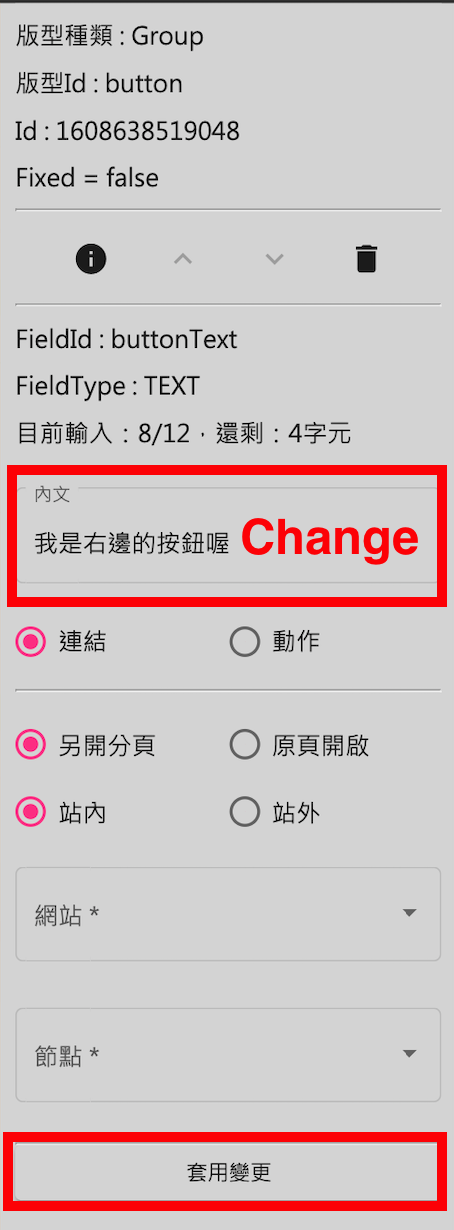 版型種類 : Group
版型Id : button
Id : 1608638519048
Fixed = false
FieldId : buttonText
FieldType : TEXT
目前輸入：8/12，還剩：4字元
內文
我是右邊的按鈕喔 Change
連結 動作
另開分頁 原頁開啟
站內 站外
網站 *
節點 *
套用變更